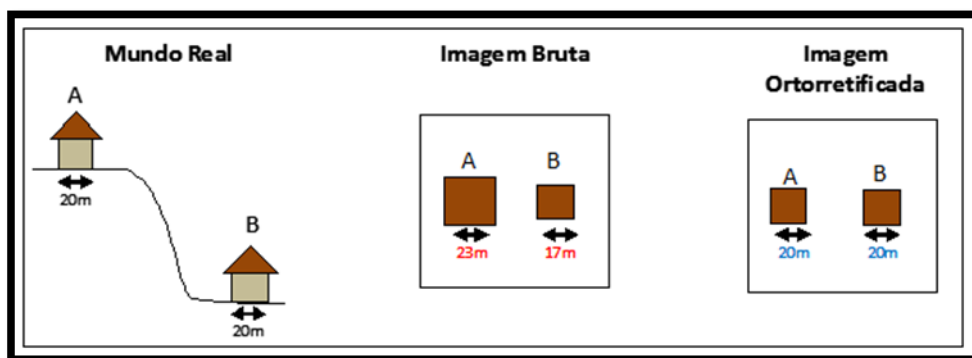 Mundo Real
A
20m
B
20m
Imagem Bruta
A
B
23m
17m
Imagem
Ortorretificada
A
B
20m
20m